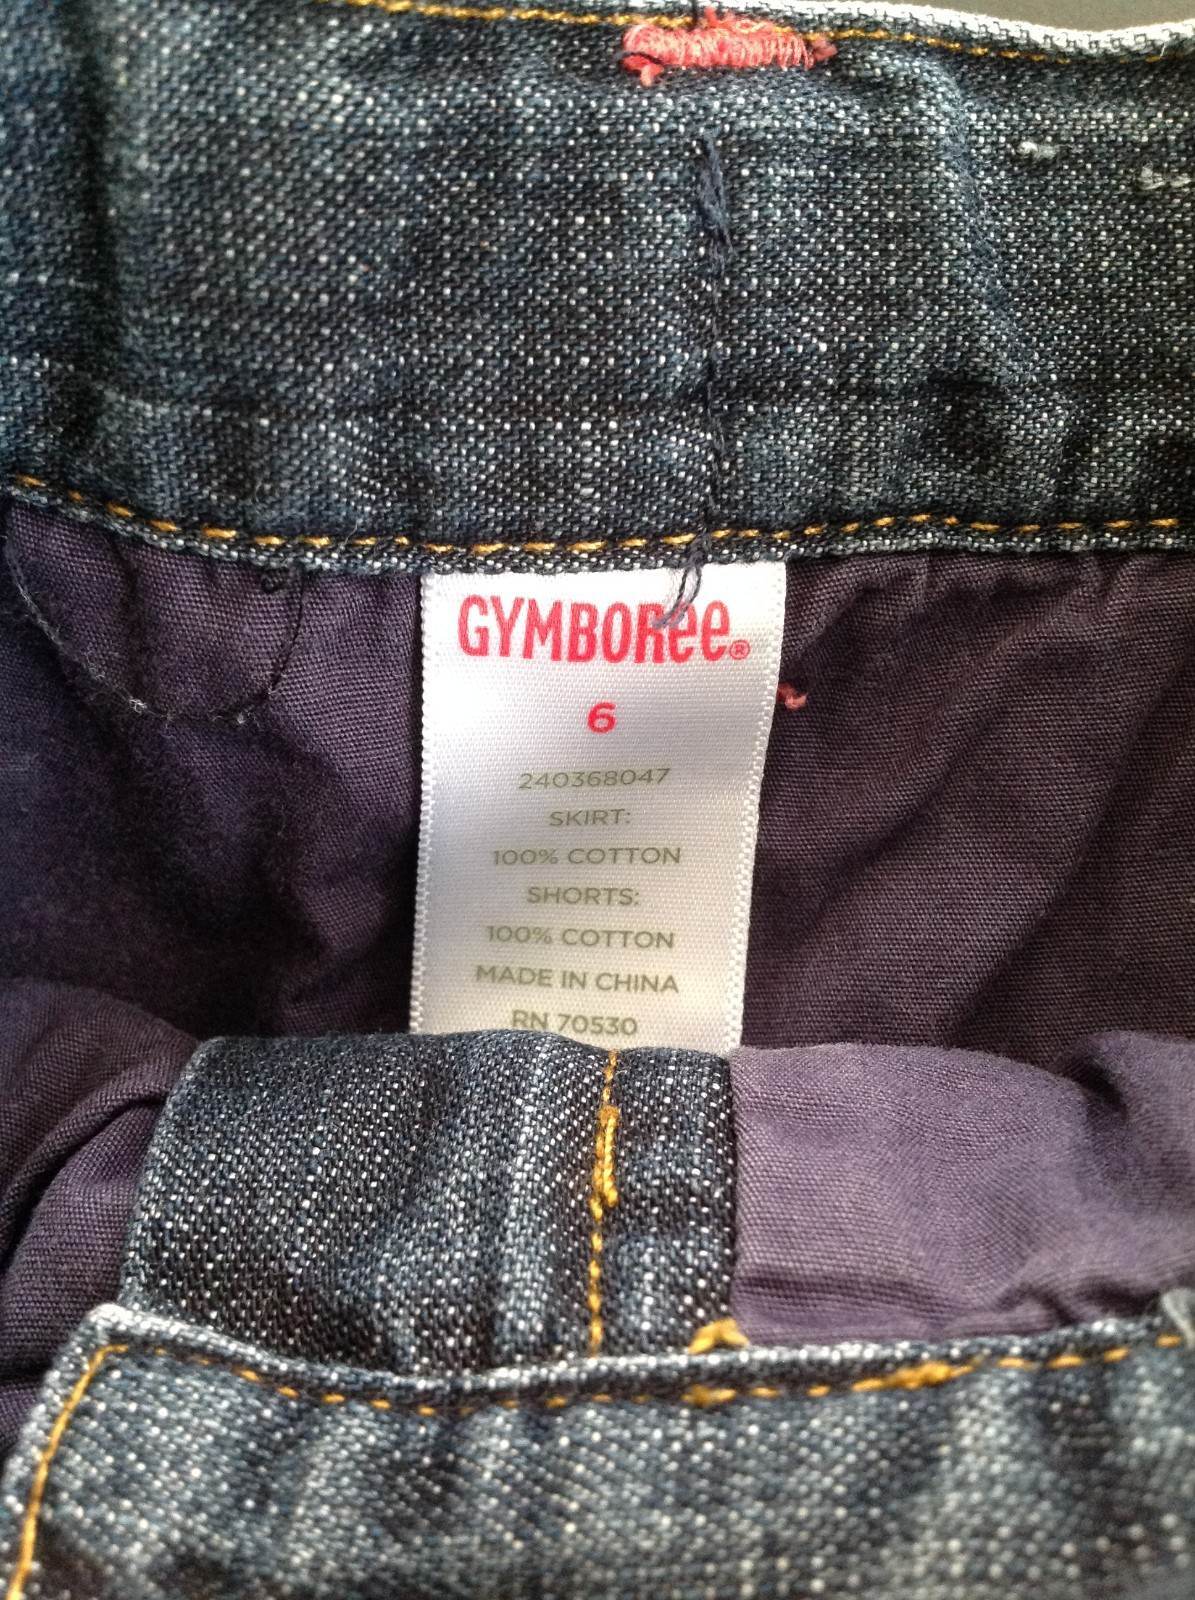 GYMBOREE®
6
240368047
SKIRT:
100% COTTON
SHORTS:
100% COTTON
MADE IN CHINA
RN 70530